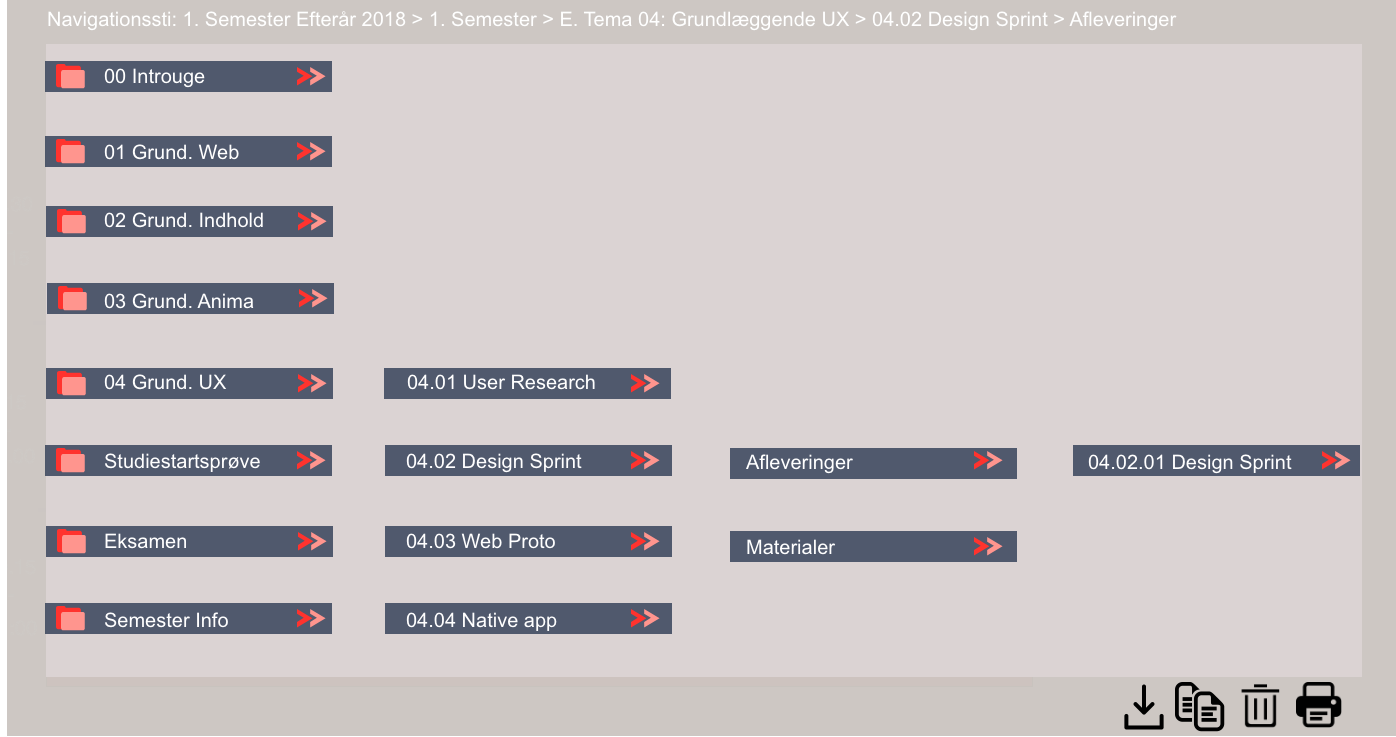 Navigationssti: 1. Semester Efterår 2018 > 1. Semester > E. Tema 04: Grundlæggende UX > 04.02 Design Sprint > Afleveringer
00 Introuge
01 Grund. Web
02 Grund. Indhold
03 Grund. Anima
04 Grund. UX
04.01 User Research
Studiestartsprøve
04.02 Design Sprint
Afleveringer
04.02.01 Design Sprint
Eksamen
04.03 Web Proto
Materialer
Semester Info
04.04 Native app